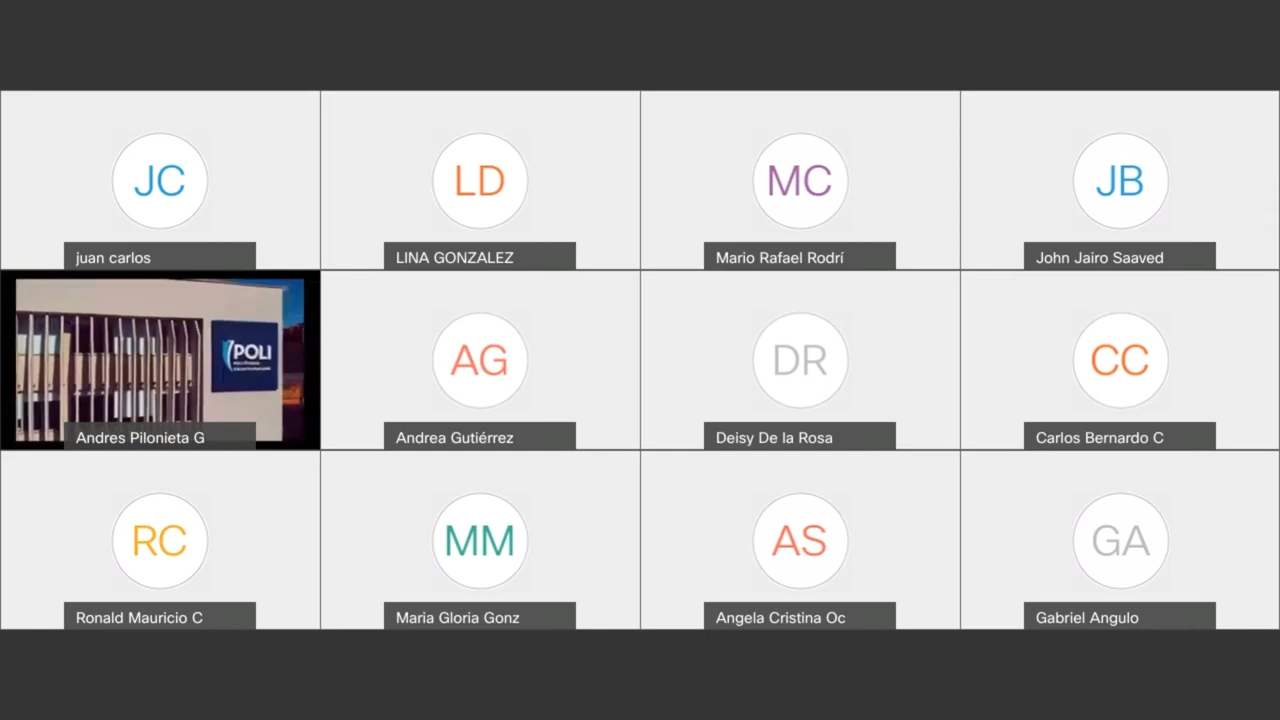 JC
LD
MC
JB
juan carlos
LINA GONZALEZ
Mario Rafael Rodrí
John Jairo Saaved
POLI
Andres Pilonieta G
AG
DR
CC
Andrea Gutiérrez
Deisy De la Rosa
Carlos Bernardo C
RC
MM
AS
GA
Ronald Mauricio C
Maria Gloria Gonz
Angela Cristina Oc
Gabriel Angulo